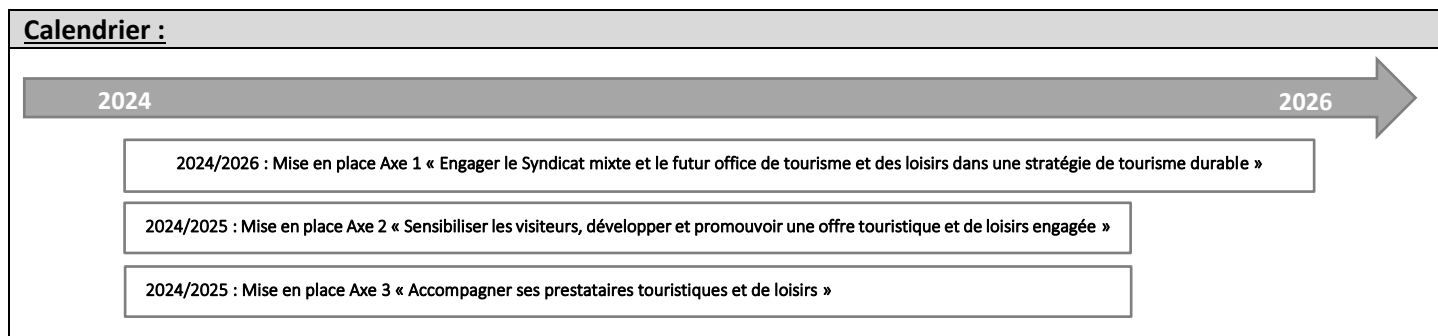 Calendrier :
2024
2026
2024/2026 : Mise en place Axe 1 « Engager le Syndicat mixte et le futur office de tourisme et des loisirs dans une stratégie de tourisme durable »
2024/2025 : Mise en place Axe 2 « Sensibiliser les visiteurs, développer et promouvoir une offre touristique et de loisirs engagée »
2024/2025 : Mise en place Axe 3 « Accompagner ses prestataires touristiques et de loisirs »